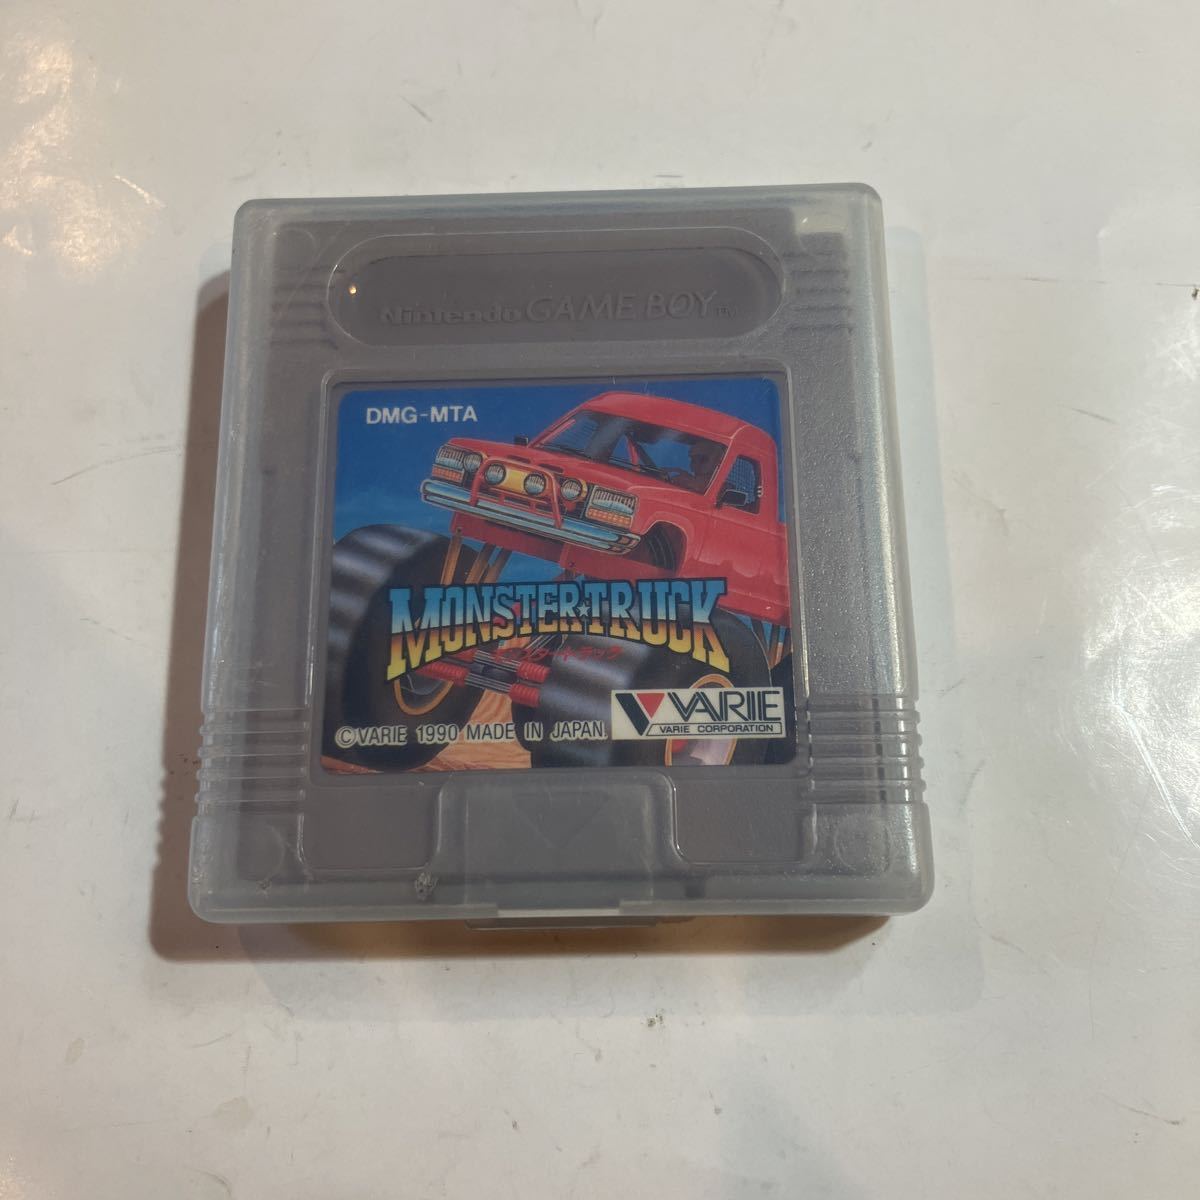 Nintendo GAME BOY TM
DMG-MTA
MONSTER★TRUCK
モンスタートラック
VARIE
VARIE CORPORATION
©VARIE 1990 MADE IN JAPAN.